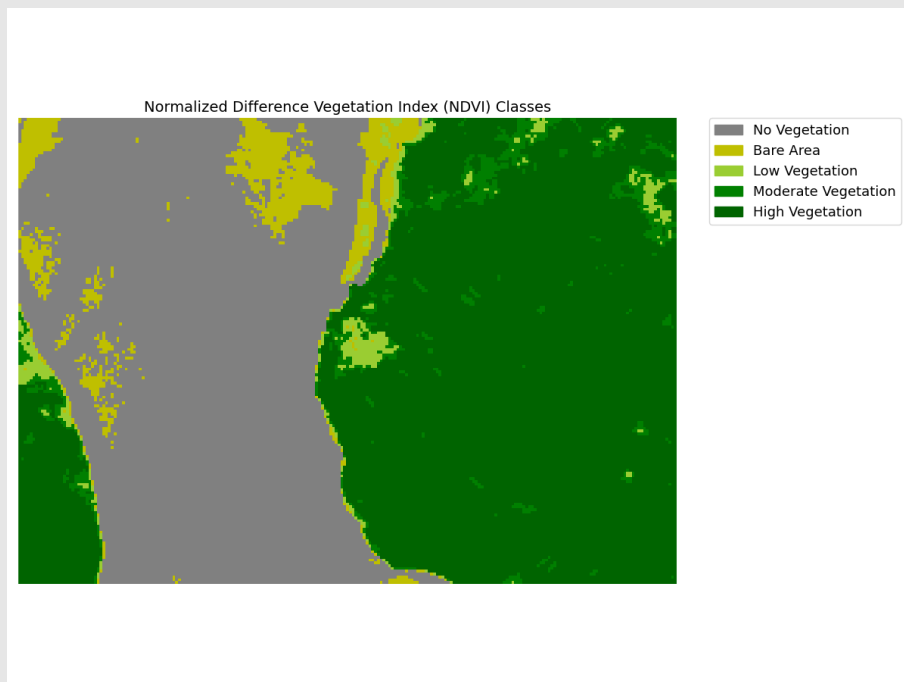 Normalized Difference Vegetation Index (NDVI) Classes
No Vegetation
Bare Area
Low Vegetation
Moderate Vegetation
High Vegetation